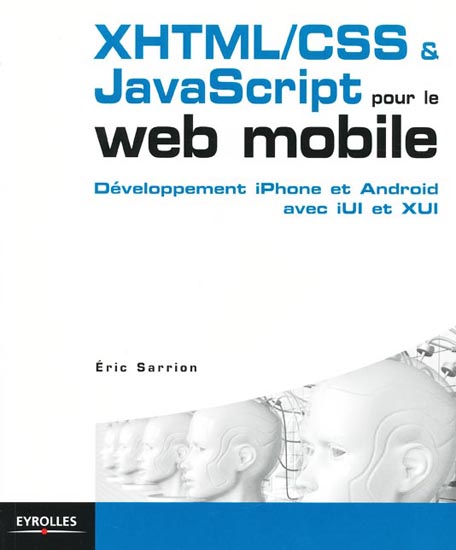 XHTML/CSS &
JavaScript pour le
web mobile
Développement iPhone et Android
avec iUI et XUI
Éric Sarrion
EYROLLES